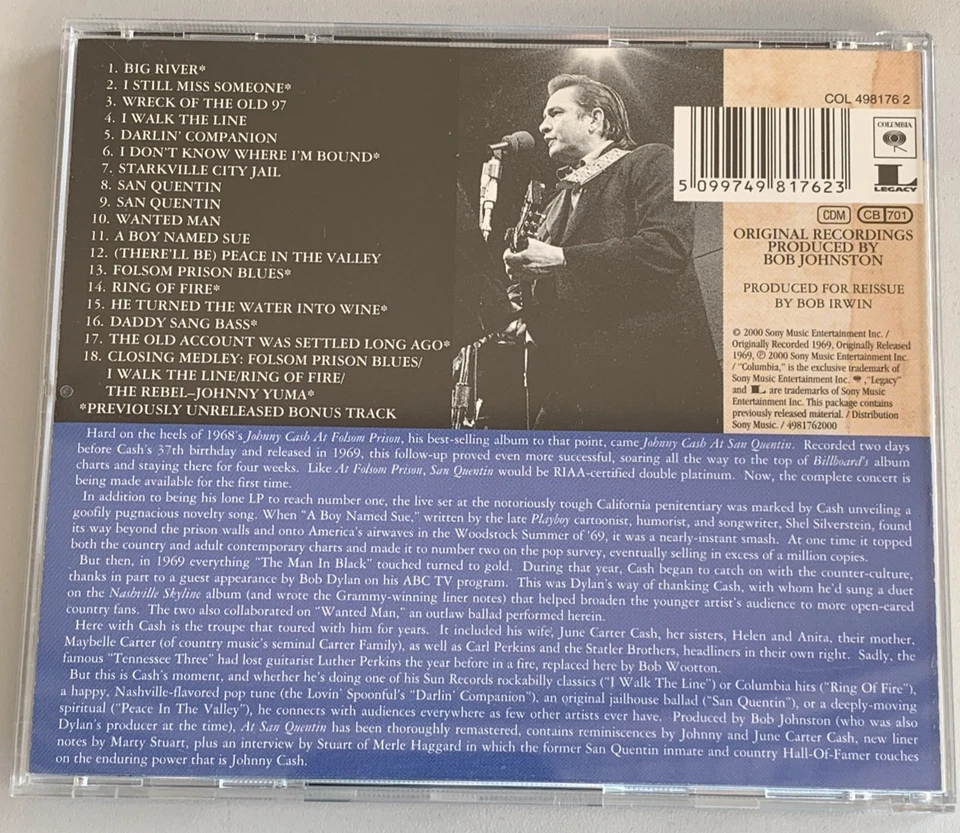 1. BIG RIVER*
2. I STILL MISS SOMEONE*
3. WRECK OF THE OLD 97
4. I WALK THE LINE
5. DARLIN' COMPANION
6. I DON'T KNOW WHERE I'M BOUND*
7. STARKVILLE CITY JAIL
8. SAN QUENTIN
9. SAN QUENTIN
10. WANTED MAN
11. A BOY NAMED SUE
12. (THERE'LL BE) PEACE IN THE VALLEY
13. FOLSOM PRISON BLUES*
14. RING OF FIRE*
15. HE TURNED THE WATER INTO WINE*
16. DADDY SANG BASS*
17. THE OLD ACCOUNT WAS SETTLED LONG AGO*
18. CLOSING MEDLEY: FOLSOM PRISON BLUES/
I WALK THE LINE/RING OF FIRE/
THE REBEL–JOHNNY YUMA*
*PREVIOUSLY UNRELEASED BONUS TRACK
COL 498176 2
5 099749 817623
COLUMBIA
LEGACY
CDM CB 701
ORIGINAL RECORDINGS
PRODUCED BY
BOB JOHNSTON
PRODUCED FOR REISSUE
BY BOB IRWIN
© 2000 Sony Music Entertainment Inc. /
Originally Recorded 1969, Originally Released
1969, ℗ 2000 Sony Music Entertainment Inc.
/ "Columbia," is the exclusive trademark of
Sony Music Entertainment Inc. , "Legacy"
and L are trademarks of Sony Music
Entertainment Inc. This package contains
previously released material. / Distribution
Sony Music. / 4981762000
Hard on the heels of 1968's Johnny Cash At Folsom Prison, his best-selling album to that point, came Johnny Cash At San Quentin. Recorded two days
before Cash's 37th birthday and released in 1969, this follow-up proved even more successful, soaring all the way to the top of Billboard's album
charts and staying there for four weeks. Like At Folsom Prison, San Quentin would be RIAA-certified double platinum. Now, the complete concert is
being made available for the first time.
In addition to being his lone LP to reach number one, the live set at the notoriously tough California penitentiary was marked by Cash unveiling a
goofily pugnacious novelty song. When "A Boy Named Sue," written by the late Playboy cartoonist, humorist, and songwriter, Shel Silverstein, found
its way beyond the prison walls and onto America's airwaves in the Woodstock Summer of '69, it was a nearly-instant smash. At one time it topped
both the country and adult contemporary charts and made it to number two on the pop survey, eventually selling in excess of a million copies.
But then, in 1969 everything "The Man In Black" touched turned to gold. During that year, Cash began to catch on with the counter-culture,
thanks in part to a guest appearance by Bob Dylan on his ABC TV program. This was Dylan's way of thanking Cash, with whom he'd sung a duet
on the Nashville Skyline album (and wrote the Grammy-winning liner notes) that helped broaden the younger artist's audience to more open-eared
country fans. The two also collaborated on "Wanted Man," an outlaw ballad performed herein.
Here with Cash is the troupe that toured with him for years. It included his wife, June Carter Cash, her sisters, Helen and Anita, their mother,
Maybelle Carter (of country music's seminal Carter Family), as well as Carl Perkins and the Statler Brothers, headliners in their own right. Sadly, the
famous "Tennessee Three" had lost guitarist Luther Perkins the year before in a fire, replaced here by Bob Wootton.
But this is Cash's moment, and whether he's doing one of his Sun Records rockabilly classics ("I Walk The Line") or Columbia hits ("Ring Of Fire"),
a happy, Nashville-flavored pop tune (the Lovin' Spoonful's "Darlin' Companion"), an original jailhouse ballad ("San Quentin"), or a deeply-moving
spiritual ("Peace In The Valley"), he connects with audiences everywhere as few other artists ever have. Produced by Bob Johnston (who was also
Dylan's producer at the time), At San Quentin has been thoroughly remastered, contains reminiscences by Johnny and June Carter Cash, new liner
notes by Marty Stuart, plus an interview by Stuart of Merle Haggard in which the former San Quentin inmate and country Hall-Of-Famer touches
on the enduring power that is Johnny Cash.